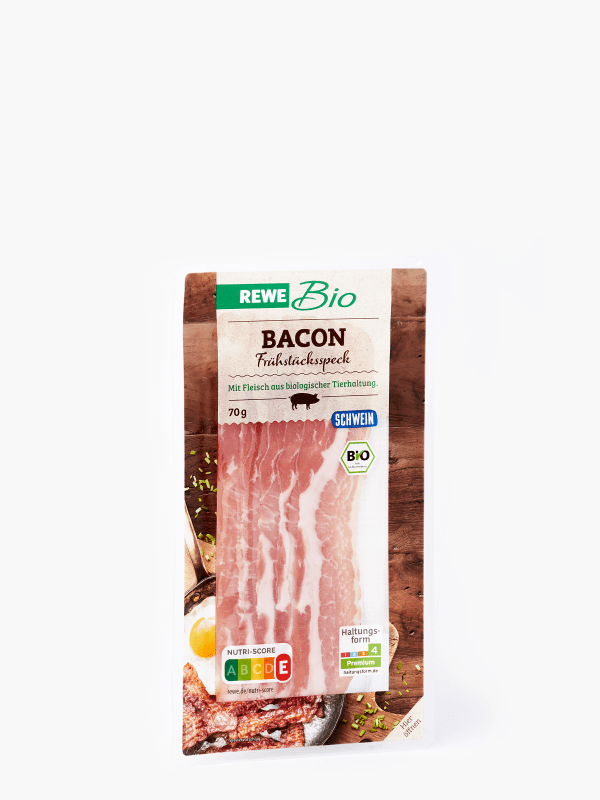 REWE Bio
BACON
Frühstücksspeck
Mit Fleisch aus biologischer Tierhaltung.
70 g
SCHWEIN
BIO
Haltungs-
form
4
Premium
haltungsform.de
NUTRI-SCORE
A B C D E
rewe.de/nutri-score
Hier
öffnen